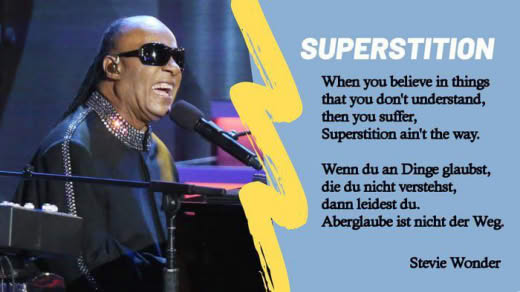 SUPERSTITION
When you believe in things
that you don't understand,
then you suffer,
Superstition ain't the way.
Wenn du an Dinge glaubst,
die du nicht verstehst,
dann leidest du.
Aberglaube ist nicht der Weg.
Stevie Wonder